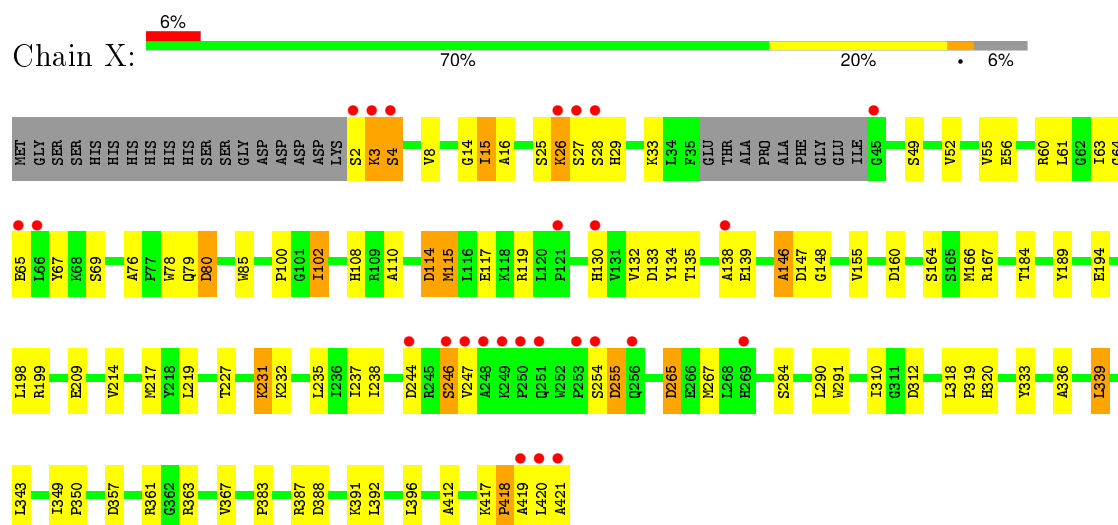 6%
Chain X:
70% 20% • 6%
MET GLY SER SER HIS HIS HIS HIS HIS HIS SER SER GLY ASP ASP ASP ASP LYS S2 K3 S4 V8 G14 I15 A16 S25 K26 S27 S28 H29 K33 L34 F35 GLU THR ALA PRO ALA PHE GLY GLU ILE G45 S49 V52 V55 E56 R60 L61 G62 I63 G64
E65 L66 Y67 K68 S69 A76 P77 W78 Q79 D80 W85 P100 G101 I102 H108 R109 A110 D114 M115 L116 E117 K118 R119 L120 P121 H130 V131 V132 D133 Y134 T135 A138 E139 A146 D147 G148 V155 D160 S164 S165 M166 R167 T184 Y189 E194
L198 R199 E209 V214 M217 Y218 L219 T227 K231 K232 L235 I236 I237 I238 D244 R245 S246 V247 A248 K249 P250 Q251 W252 P253 S254 D255 Q256 D265 E266 M267 L268 H269 S284 L290 W291 I310 G311 D312 L318 P319 H320 Y333 A336 L339
L343 I349 P350 D357 R361 G362 R363 V367 P383 R387 D388 K391 L392 L396 A412 K417 P418 A419 L420 A421